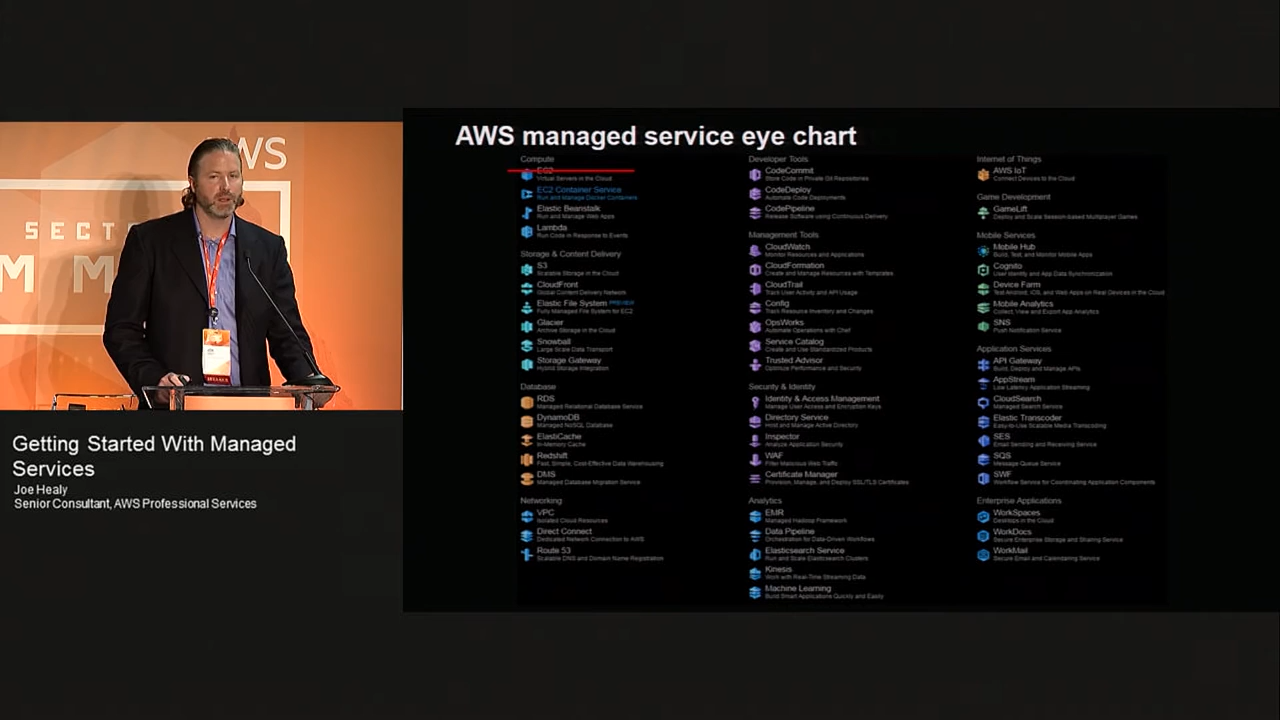 AWS
SECT
M M
Getting Started With Managed
Services
Joe Healy
Senior Consultant, AWS Professional Services
AWS managed service eye chart
Compute
EC2
Virtual Servers in the Cloud
EC2 Container Service
Run and Manage Docker Containers
Elastic Beanstalk
Run and Manage Web Apps
Lambda
Run Code in Response to Events
Storage & Content Delivery
S3
Scalable Storage in the Cloud
CloudFront
Global Content Delivery Network
Elastic File System PREVIEW
Fully Managed File System for EC2
Glacier
Archive Storage in the Cloud
Snowball
Large Scale Data Transport
Storage Gateway
Hybrid Storage Integration
Database
RDS
Managed Relational Database Service
DynamoDB
Managed NoSQL Database
ElastiCache
In-Memory Cache
Redshift
Fast, Simple, Cost-Effective Data Warehousing
DMS
Managed Database Migration Service
Networking
VPC
Isolated Cloud Resources
Direct Connect
Dedicated Network Connection to AWS
Route 53
Scalable DNS and Domain Name Registration
Developer Tools
CodeCommit
Store Code in Private Git Repositories
CodeDeploy
Automate Code Deployments
CodePipeline
Release Software using Continuous Delivery
Management Tools
CloudWatch
Monitor Resources and Applications
CloudFormation
Create and Manage Resources with Templates
CloudTrail
Track User Activity and API Usage
Config
Track Resource Inventory and Changes
OpsWorks
Automate Operations with Chef
Service Catalog
Create and Use Standardized Products
Trusted Advisor
Optimize Performance and Security
Security & Identity
Identity & Access Management
Manage User Access and Encryption Keys
Directory Service
Host and Manage Active Directory
Inspector
Analyze Application Security
WAF
Filter Malicious Web Traffic
Certificate Manager
Provision, Manage, and Deploy SSL/TLS Certificates
Analytics
EMR
Managed Hadoop Framework
Data Pipeline
Orchestration for Data-Driven Workflows
Elasticsearch Service
Run and Scale Elasticsearch Clusters
Kinesis
Work with Real-Time Streaming Data
Machine Learning
Build Smart Applications Quickly and Easily
Internet of Things
AWS IoT
Connect Devices to the Cloud
Game Development
GameLift
Deploy and Scale Session-based Multiplayer Games
Mobile Services
Mobile Hub
Build, Test, and Monitor Mobile Apps
Cognito
User Identity and App Data Synchronization
Device Farm
Test Android, iOS, and Web Apps on Real Devices in the Cloud
Mobile Analytics
Collect, View and Export App Analytics
SNS
Push Notification Service
Application Services
API Gateway
Build, Deploy and Manage APIs
AppStream
Low Latency Application Streaming
CloudSearch
Managed Search Service
Elastic Transcoder
Easy-to-Use Scalable Media Transcoding
SES
Email Sending and Receiving Service
SQS
Message Queue Service
SWF
Workflow Service for Coordinating Application Components
Enterprise Applications
WorkSpaces
Desktops in the Cloud
WorkDocs
Secure Enterprise Storage and Sharing Service
WorkMail
Secure Email and Calendaring Service